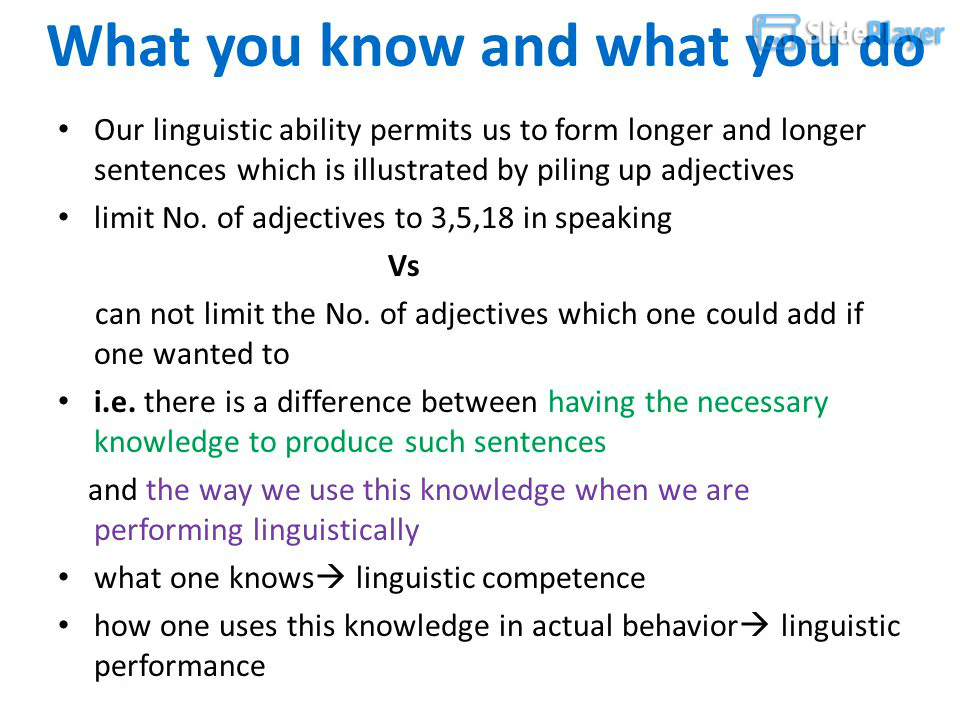 What you know and what you do
SlidePlayer
• Our linguistic ability permits us to form longer and longer
sentences which is illustrated by piling up adjectives
• limit No. of adjectives to 3,5,18 in speaking
Vs
can not limit the No. of adjectives which one could add if
one wanted to
• i.e. there is a difference between having the necessary
knowledge to produce such sentences
and the way we use this knowledge when we are
performing linguistically
• what one knows→ linguistic competence
• how one uses this knowledge in actual behavior→ linguistic
performance